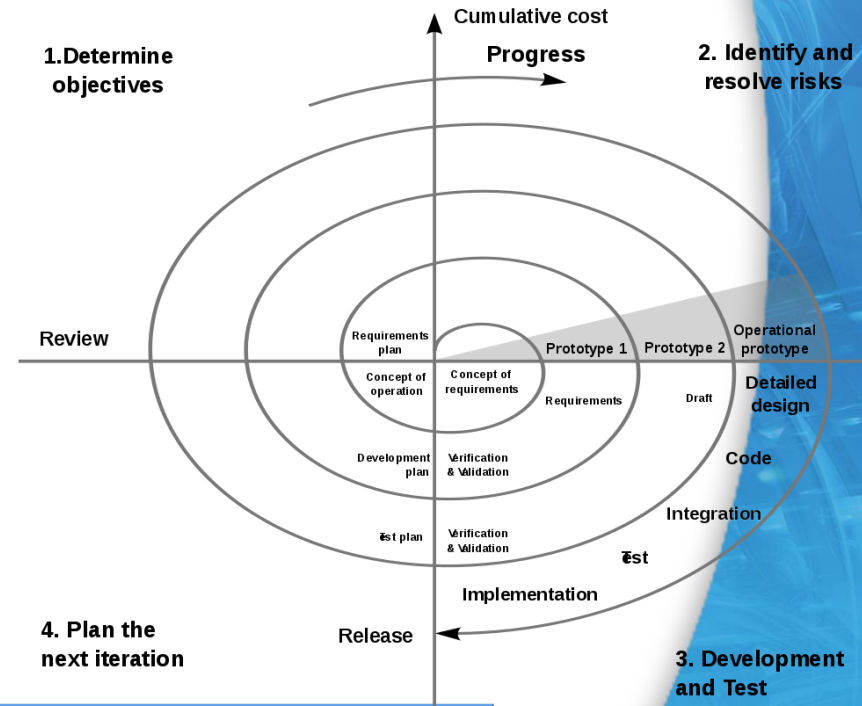 Cumulative cost
Progress
1.Determine
objectives
2. Identify and
resolve risks
Review
Requirements
plan
Prototype 1
Prototype 2
Operational
prototype
Concept of
operation
Concept of
requirements
Requirements
Draft
Detailed
design
Development
plan
Verification
& Validation
Code
Test plan
Verification
& Validation
Integration
Test
Implementation
Release
4. Plan the
next iteration
3. Development
and Test